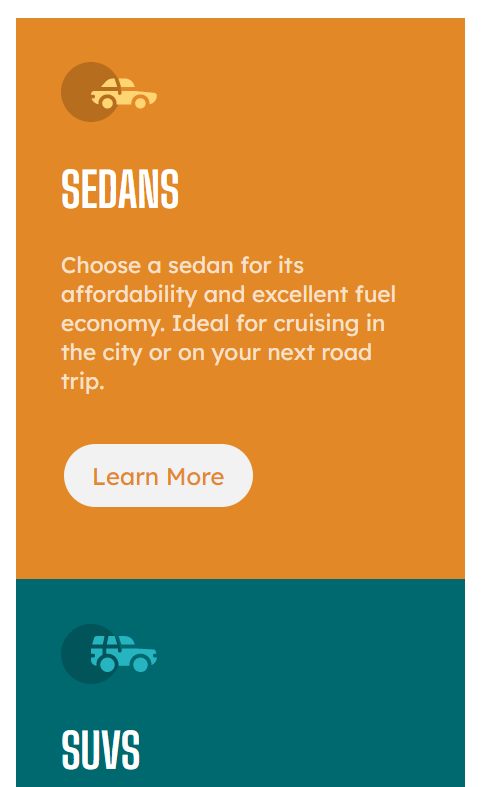 SEDANS
Choose a sedan for its
affordability and excellent fuel
economy. Ideal for cruising in
the city or on your next road
trip.
Learn More
SUVS